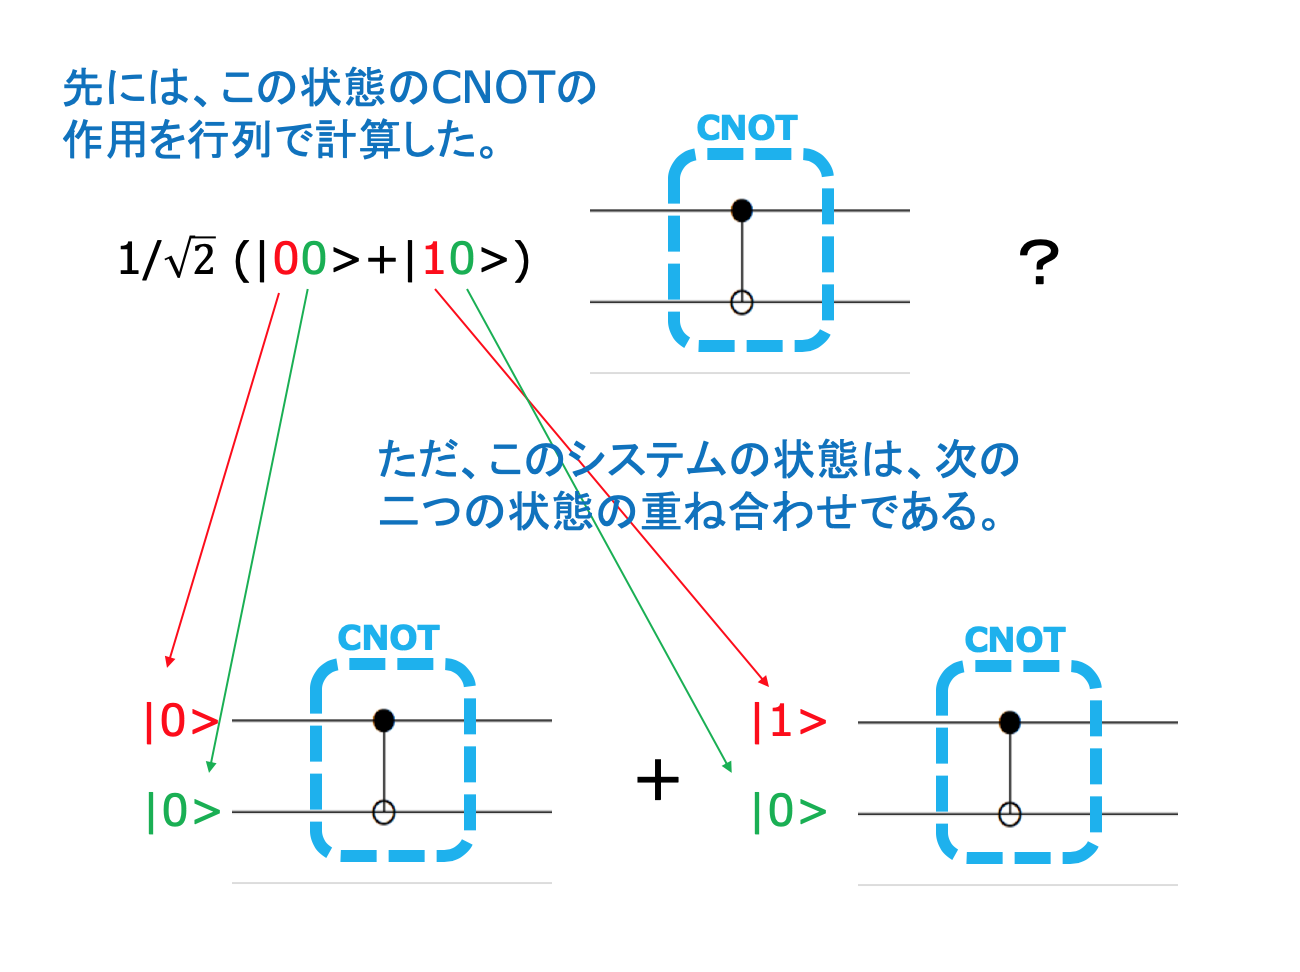 先には、この状態のCNOTの
作用を行列で計算した。
CNOT
1/√2 (|00>+|10>)
?
ただ、このシステムの状態は、次の
二つの状態の重ね合わせである。
CNOT
CNOT
|0>
|1>
+
|0>
|0>